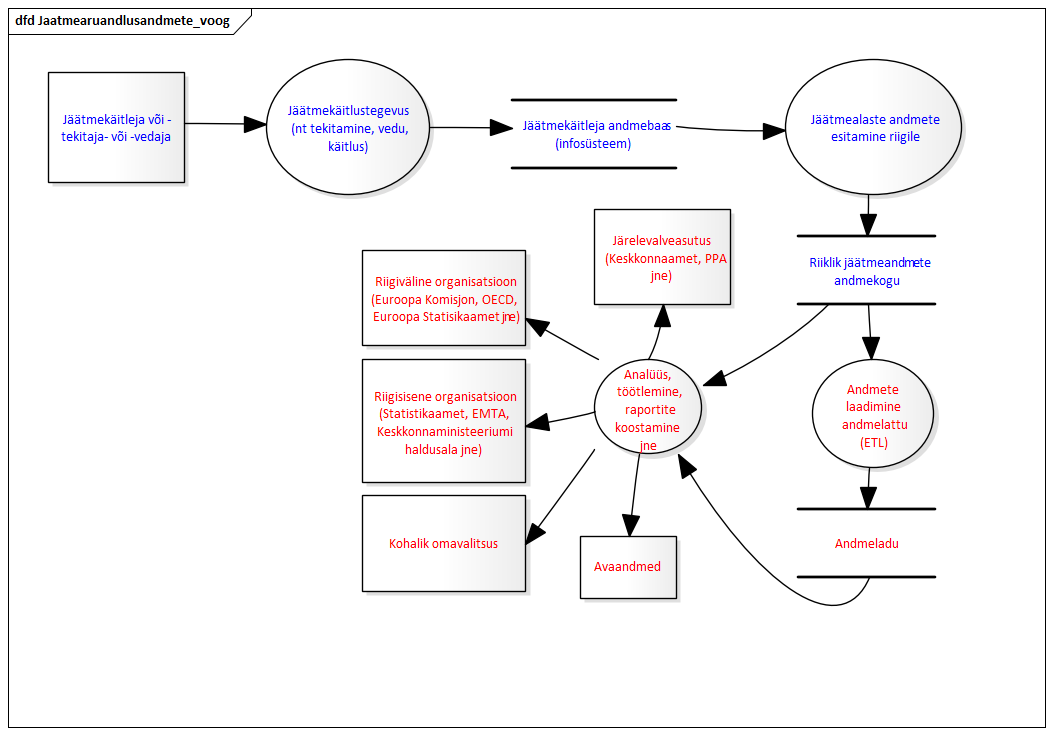 dfd Jaatmearuandlusandmete_voog
Jäätmekäitleja või -
tekitaja- või -vedaja
Jäätmekäitlustegevus
(nt tekitamine, vedu,
käitlus)
Jäätmekäitleja andmebaas
(infosüsteem)
Jäätmealaste andmete
esitamine riigile
Riiklik jäätmeandmete
andmekogu
Järelevalveasutus
(Keskkonnaamet, PPA
jne)
Riigiväline organisatsioon
(Euroopa Komisjon, OECD,
Euroopa Statisikaamet jne)
Riigisisene organisatsioon
(Statistikaamet, EMTA,
Keskkonnaministeeriumi
haldusala jne)
Analüüs,
töötlemine,
raportite
koostamine
jne
Andmete
laadimine
andmelattu
(ETL)
Kohalik omavalitsus
Avaandmed
Andmeladu